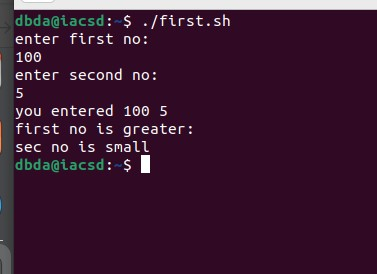 dbda@iacsd:~$ ./first.sh
enter first no:
100
enter second no:
5
you entered 100 5
first no is greater:
sec no is small
dbda@iacsd:~$